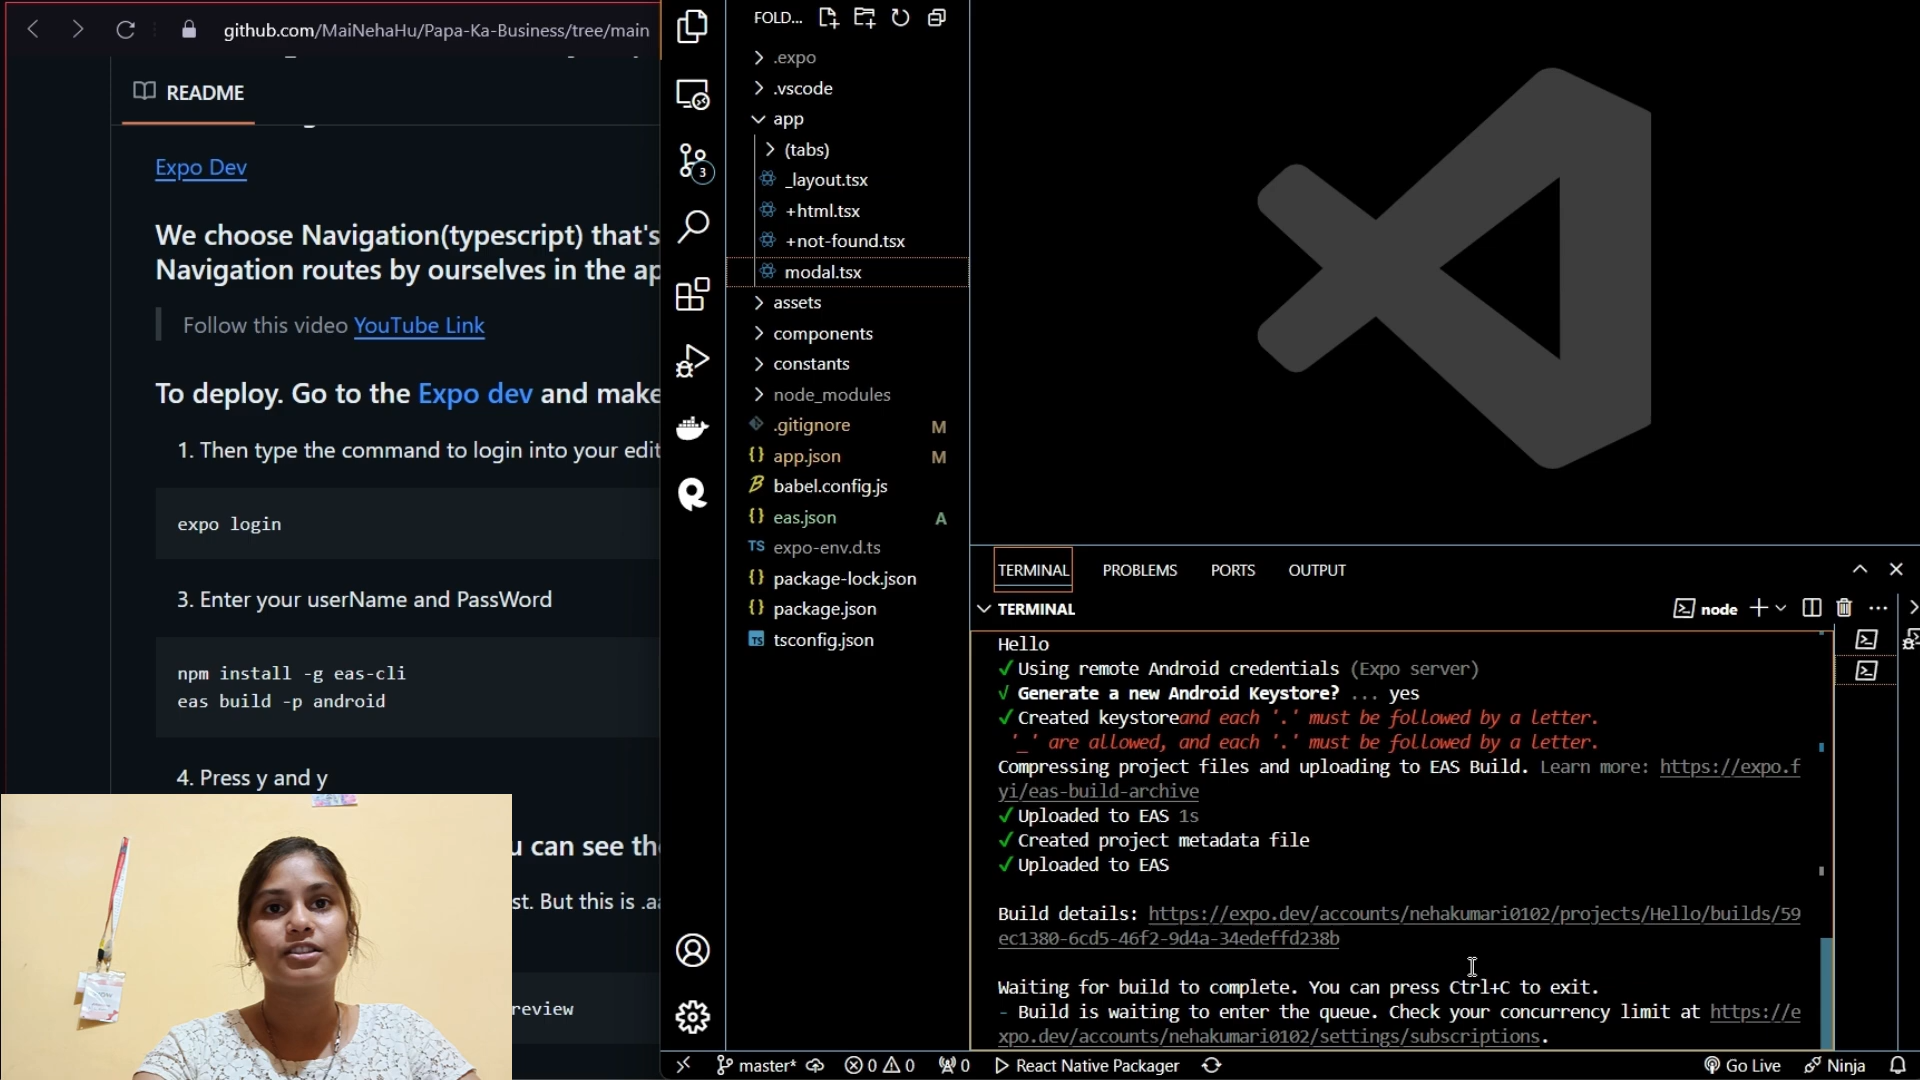 github.com/MaiNehaHu/Papa-Ka-Business/tree/main
README
Expo Dev
We choose Navigation(typescript) that's
Navigation routes by ourselves in the ap
Follow this video YouTube Link
To deploy. Go to the Expo dev and make
1. Then type the command to login into your edit
expo login
3. Enter your userName and PassWord
npm install -g eas-cli
eas build -p android
4. Press y and y
u can see the
st. But this is .aa
review
FOLD...
.expo
.vscode
app
(tabs)
_layout.tsx
+html.tsx
+not-found.tsx
modal.tsx
assets
components
constants
node_modules
.gitignore M
{} app.json M
babel.config.js
{} eas.json A
TS expo-env.d.ts
{} package-lock.json
{} package.json
TS tsconfig.json
3
TERMINAL PROBLEMS PORTS OUTPUT
TERMINAL
node
Hello
✓ Using remote Android credentials (Expo server)
√ Generate a new Android Keystore? ... yes
✓ Created keystoreand each '.' must be followed by a letter.
'_' are allowed, and each '.' must be followed by a letter.
Compressing project files and uploading to EAS Build. Learn more: https://expo.f
yi/eas-build-archive
✓ Uploaded to EAS 1s
✓ Created project metadata file
✓ Uploaded to EAS
Build details: https://expo.dev/accounts/nehakumari0102/projects/Hello/builds/59
ec1380-6cd5-46f2-9d4a-34edeffd238b
Waiting for build to complete. You can press Ctrl+C to exit.
- Build is waiting to enter the queue. Check your concurrency limit at https://e
xpo.dev/accounts/nehakumari0102/settings/subscriptions.
master* 0 0 0 React Native Packager Go Live Ninja